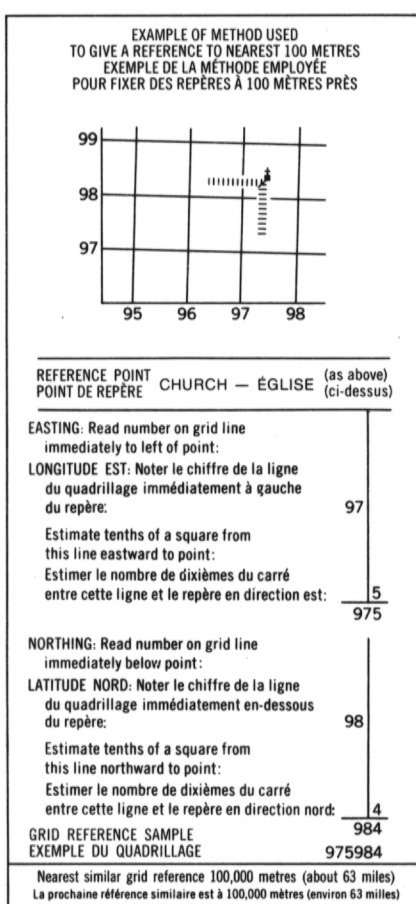 EXAMPLE OF METHOD USED
TO GIVE A REFERENCE TO NEAREST 100 METRES
EXEMPLE DE LA MÉTHODE EMPLOYÉE
POUR FIXER DES REPÈRES À 100 MÈTRES PRÈS
99
98
97
95 96 97 98
REFERENCE POINT
POINT DE REPÈRE
CHURCH — ÉGLISE
(as above)
(ci-dessus)
EASTING: Read number on grid line
immediately to left of point:
LONGITUDE EST: Noter le chiffre de la ligne
du quadrillage immédiatement à gauche
du repère: 97
Estimate tenths of a square from
this line eastward to point:
Estimer le nombre de dixièmes du carré
entre cette ligne et le repère en direction est: 5
975
NORTHING: Read number on grid line
immediately below point:
LATITUDE NORD: Noter le chiffre de la ligne
du quadrillage immédiatement en-dessous
du repère: 98
Estimate tenths of a square from
this line northward to point:
Estimer le nombre de dixièmes du carré
entre cette ligne et le repère en direction nord: 4
984
GRID REFERENCE SAMPLE
EXEMPLE DU QUADRILLAGE 975984
Nearest similar grid reference 100,000 metres (about 63 miles)
La prochaine référence similaire est à 100,000 mètres (environ 63 milles)